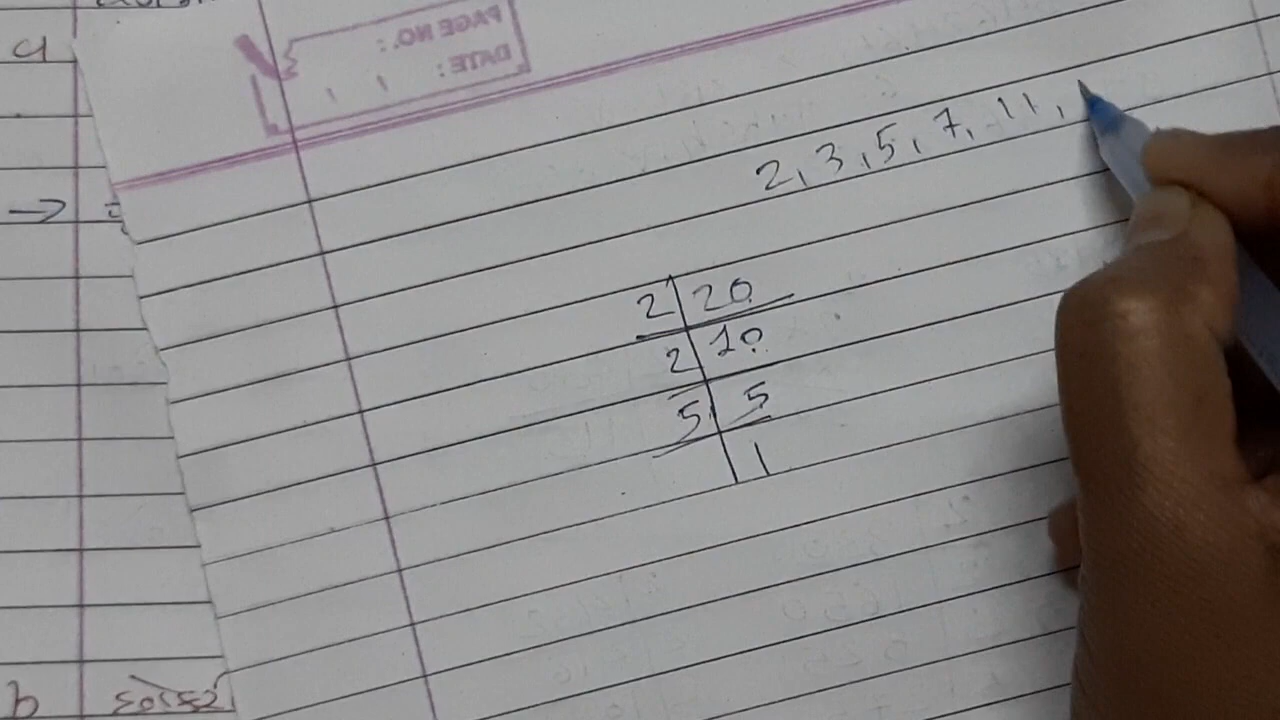 PAGE NO.:
DATE:
a
2, 3, 5, 7, 11,
2 | 20
2 | 10
5 | 5
1
b